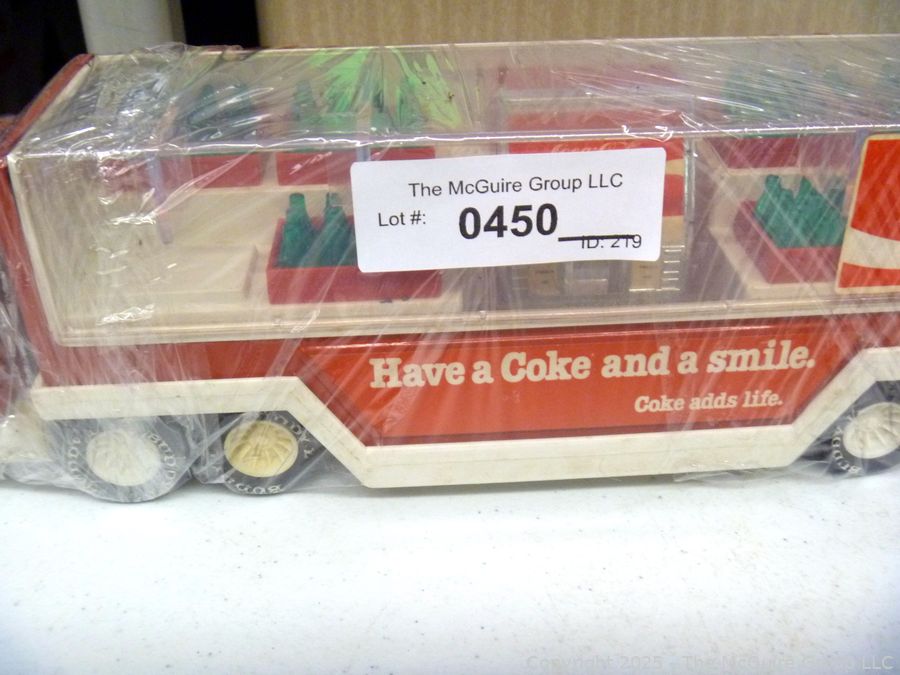 The McGuire Group LLC
Lot #: 0450
ID: 219
Have a Coke and a smile.
Coke adds life.
Copyright 2025 - The McGuire Group LLC